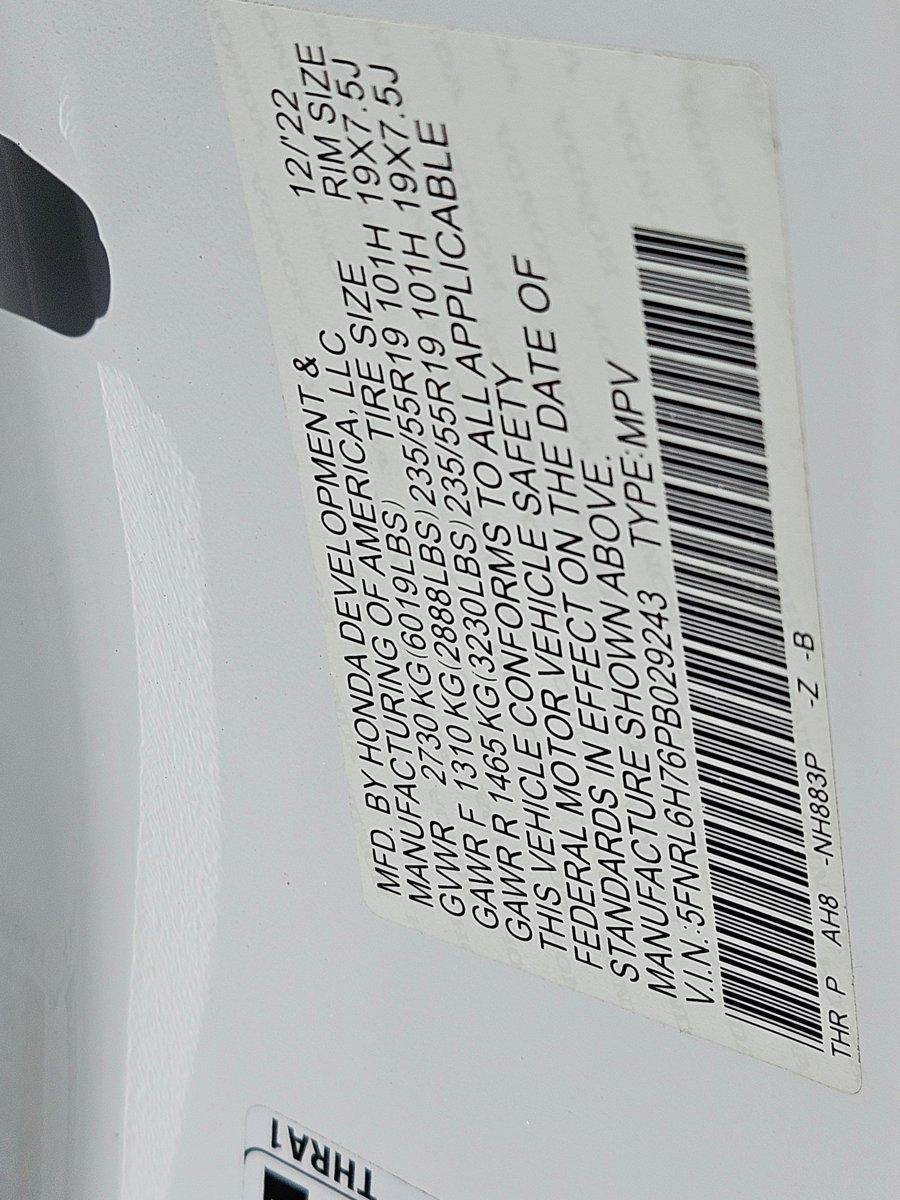 MFD. BY HONDA DEVELOPMENT & 12/'22
MANUFACTURING OF AMERICA, LLC RIM SIZE
GVWR 2730 KG(6019LBS) TIRE SIZE 19X7.5J
GAWR F 1310 KG(2888LBS) 235/55R19 101H 19X7.5J
GAWR R 1465 KG(3230LBS) 235/55R19 101H
THIS VEHICLE CONFORMS TO ALL APPLICABLE
FEDERAL MOTOR VEHICLE SAFETY
STANDARDS IN EFFECT ON THE DATE OF
MANUFACTURE SHOWN ABOVE.
V.I.N.:5FNRL6H76PB029243 TYPE:MPV
THR P AH8 -NH883P -Z -B
THRA1